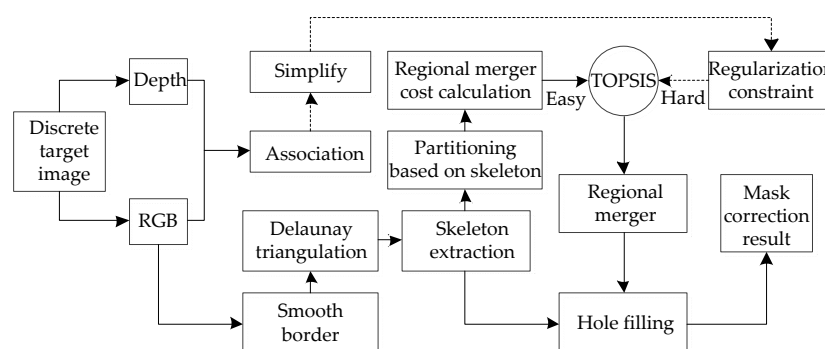 Discrete
target
image
Depth
RGB
Simplify
Association
Delaunay
triangulation
Smooth
border
Regional merger
cost calculation
Partitioning
based on skeleton
Skeleton
extraction
Easy
TOPSIS
Hard
Regularization
constraint
Regional
merger
Hole filling
Mask
correction
result